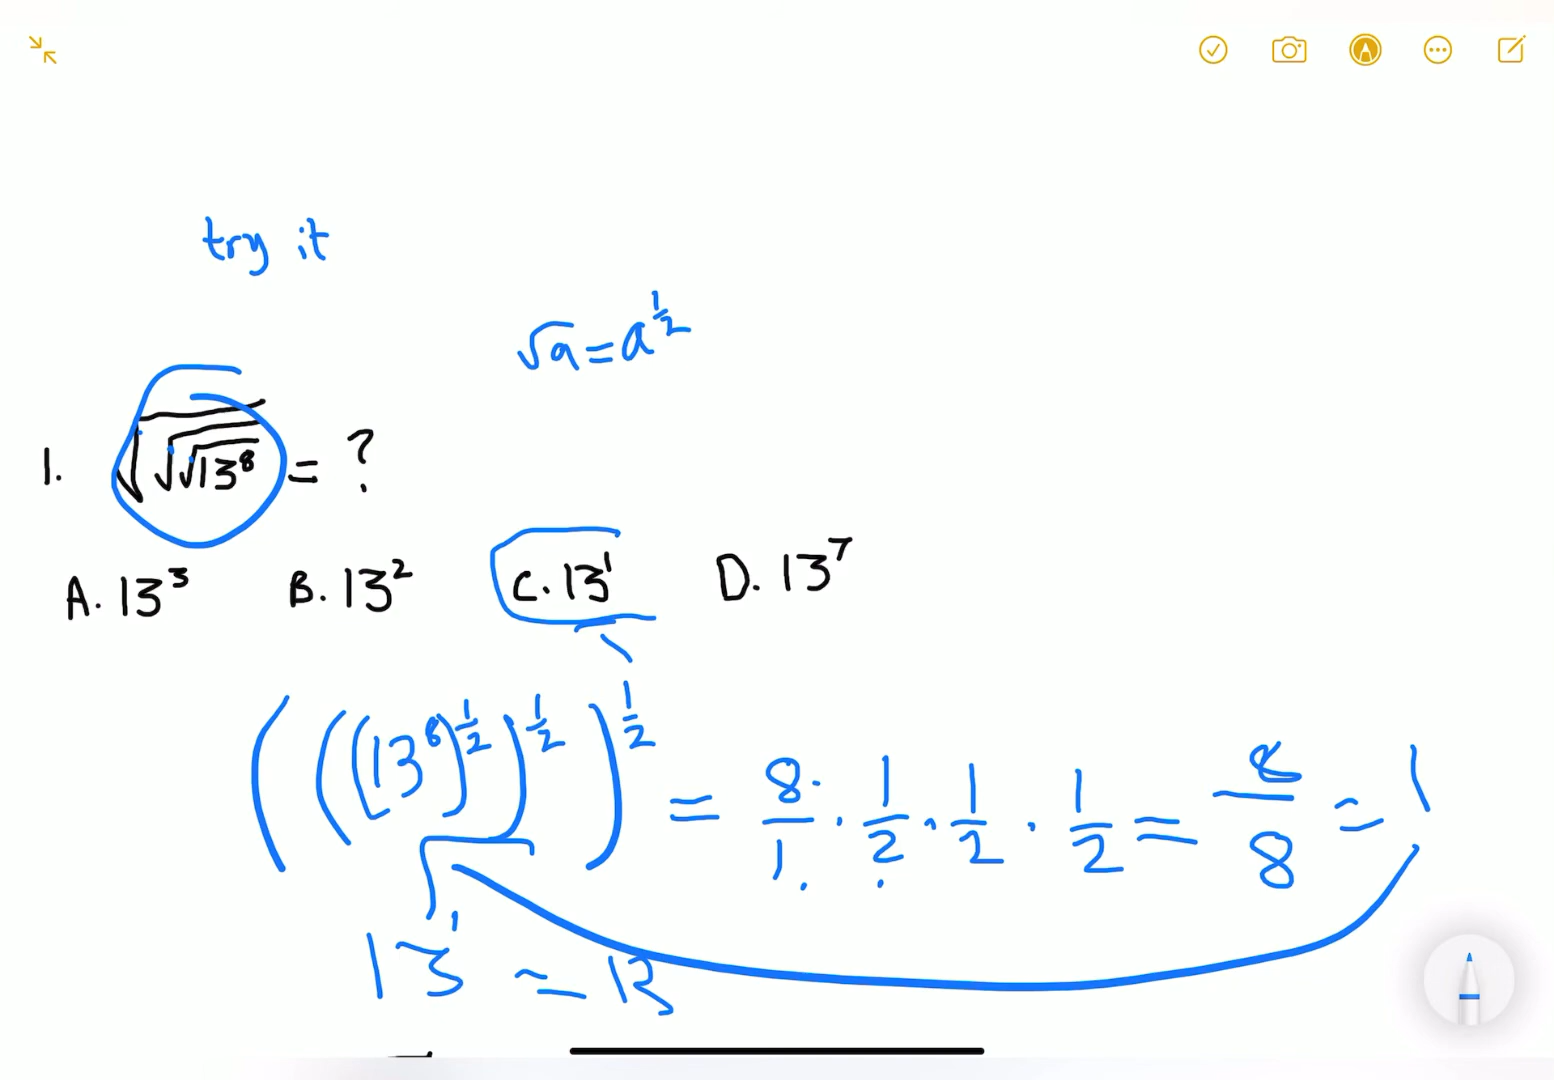 try it
√a = a^1/2
1. √√√13⁸ = ?
A. 13³ B. 13² C. 13¹ D. 13⁷
(((13⁸)^1/2)^1/2)^1/2 = 8/1 · 1/2 · 1/2 · 1/2 = 8/8 = 1
13¹ = 13